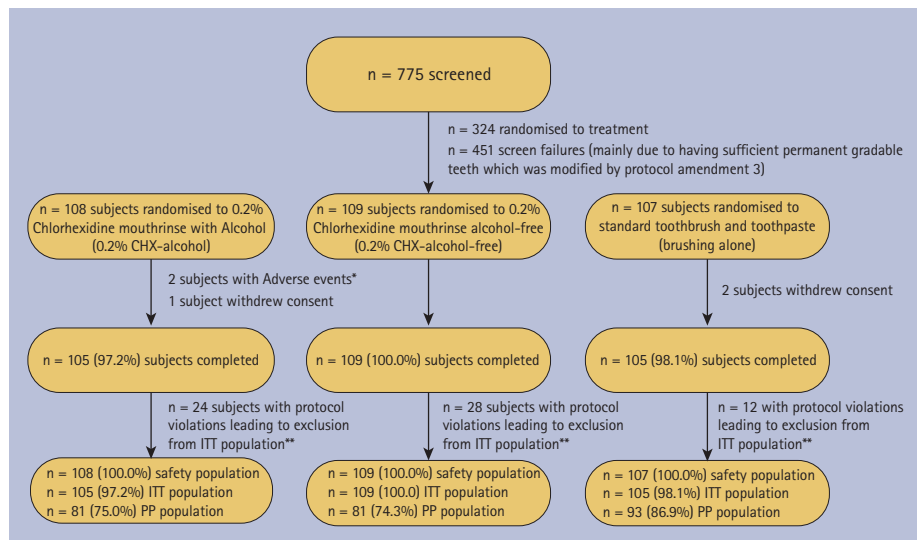 n = 775 screened
n = 324 randomised to treatment
n = 451 screen failures (mainly due to having sufficient permanent gradable
teeth which was modified by protocol amendment 3)
n = 108 subjects randomised to 0.2%
Chlorhexidine mouthrinse with Alcohol
(0.2% CHX-alcohol)
n = 109 subjects randomised to 0.2%
Chlorhexidine mouthrinse alcohol-free
(0.2% CHX-alcohol-free)
n = 107 subjects randomised to
standard toothbrush and toothpaste
(brushing alone)
2 subjects with Adverse events*
1 subject withdrew consent
2 subjects withdrew consent
n = 105 (97.2%) subjects completed
n = 109 (100.0%) subjects completed
n = 105 (98.1%) subjects completed
n = 24 subjects with protocol
violations leading to exclusion
from ITT population**
n = 28 subjects with protocol
violations leading to exclusion
from ITT population**
n = 12 with protocol violations
leading to exclusion from
ITT population**
n = 108 (100.0%) safety population
n = 105 (97.2%) ITT population
n = 81 (75.0%) PP population
n = 109 (100.0%) safety population
n = 109 (100.0) ITT population
n = 81 (74.3%) PP population
n = 107 (100.0%) safety population
n = 105 (98.1%) ITT population
n = 93 (86.9%) PP population